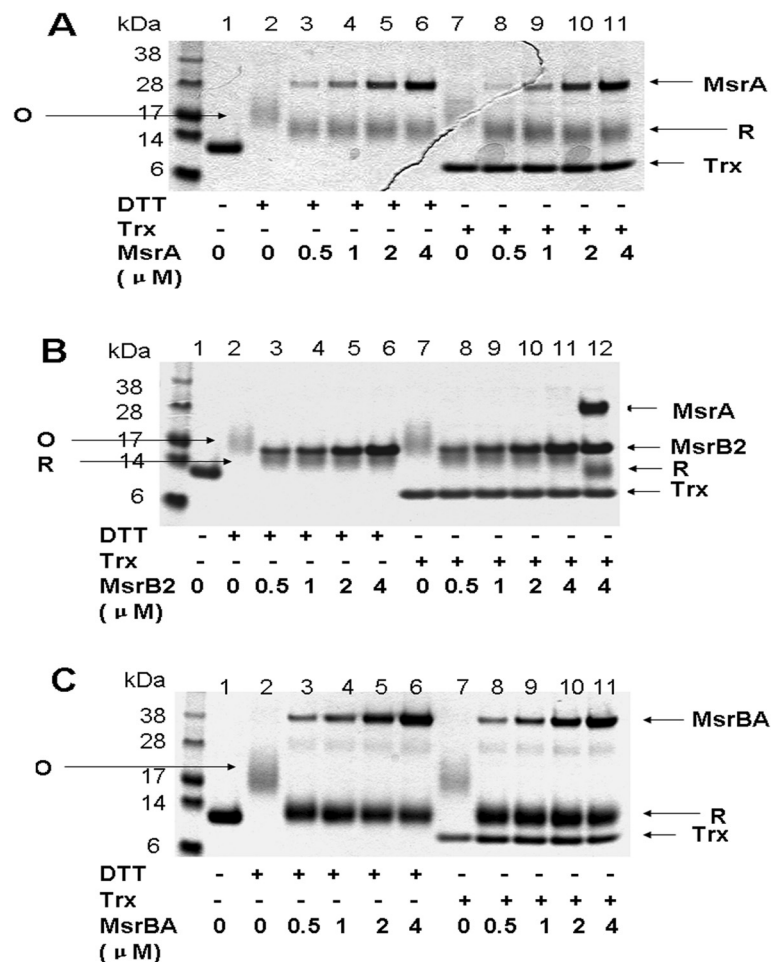 A kDa 1 2 3 4 5 6 7 8 9 10 11
38
28 MsrA
O 17
14 R
6 Trx
DTT - + + + + + - - - - -
Trx - - - - - - + + + + +
MsrA 0 0 0.5 1 2 4 0 0.5 1 2 4
(μM)
B kDa 1 2 3 4 5 6 7 8 9 10 11 12
38
28 MsrA
O 17 MsrB2
R 14 R
6 Trx
DTT - + + + + + - - - - - -
Trx - - - - - - + + + + + +
MsrB2 0 0 0.5 1 2 4 0 0.5 1 2 4 4
(μM)
C kDa 1 2 3 4 5 6 7 8 9 10 11
38 MsrBA
28
O 17
14 R
6 Trx
DTT - + + + + + - - - - -
Trx - - - - - - + + + + +
MsrBA 0 0 0.5 1 2 4 0 0.5 1 2 4
(μM)